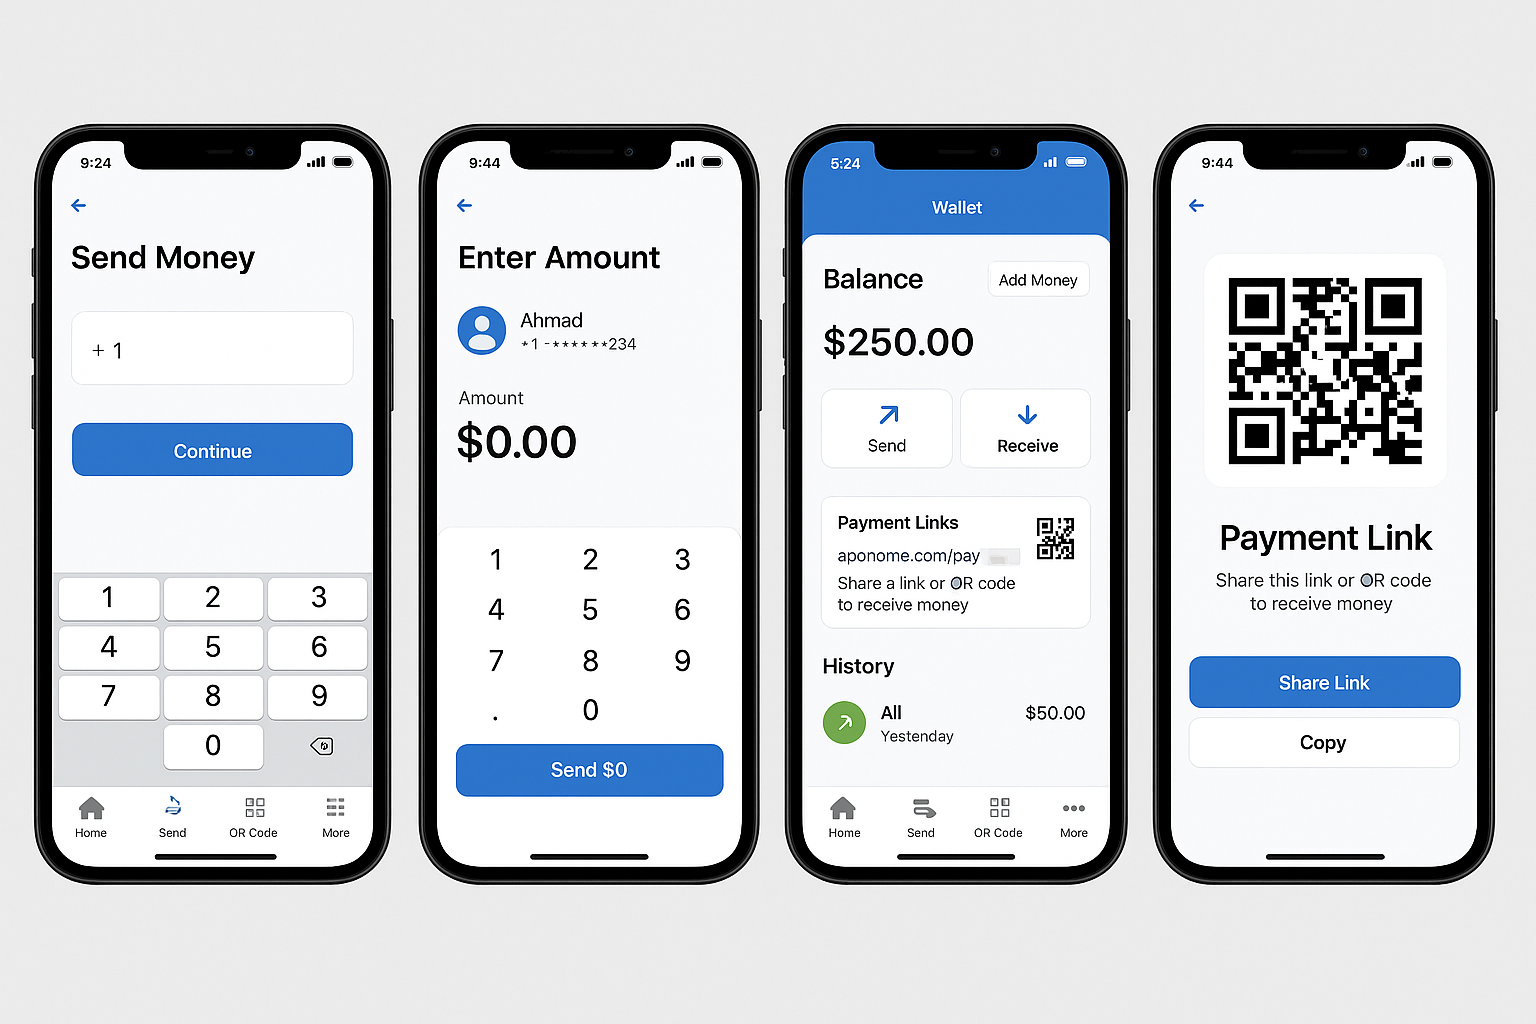 9:24
Send Money
+ 1
Continue
1 2 3
4 5 6
7 8 9
0
Home Send OR Code More
9:44
Enter Amount
Ahmad
*1 -******234
Amount
$0.00
1 2 3
4 5 6
7 8 9
. 0
Send $0
5:24
Wallet
Balance Add Money
$250.00
Send Receive
Payment Links
aponome.com/pay
Share a link or OR code
to receive money
History
All $50.00
Yestenday
Home Send OR Code More
9:44
Payment Link
Share this link or OR code
to receive money
Share Link
Copy